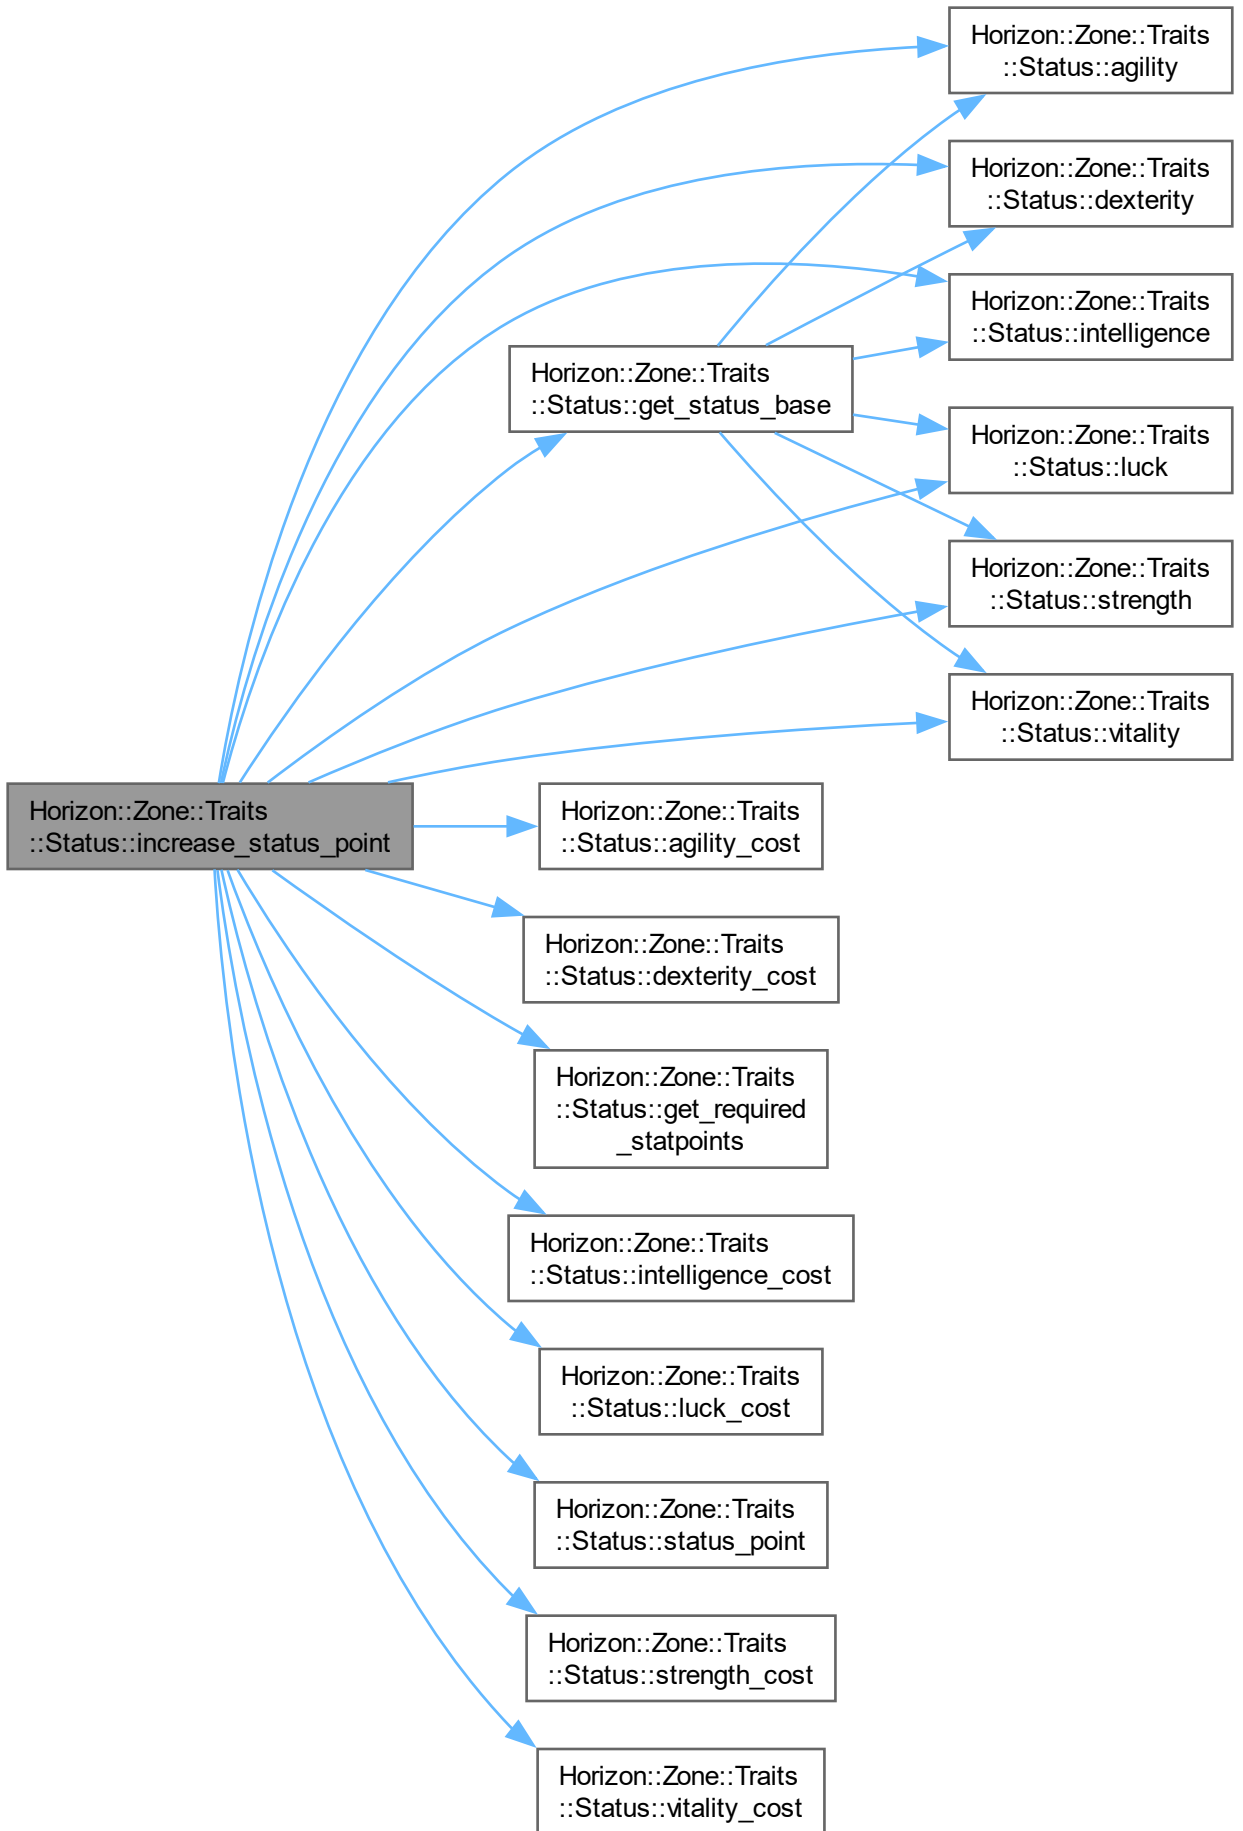 Horizon::Zone::Traits
::Status::agility
Horizon::Zone::Traits
::Status::dexterity
Horizon::Zone::Traits
::Status::intelligence
Horizon::Zone::Traits
::Status::get_status_base
Horizon::Zone::Traits
::Status::luck
Horizon::Zone::Traits
::Status::strength
Horizon::Zone::Traits
::Status::vitality
Horizon::Zone::Traits
::Status::increase_status_point
Horizon::Zone::Traits
::Status::agility_cost
Horizon::Zone::Traits
::Status::dexterity_cost
Horizon::Zone::Traits
::Status::get_required
_statpoints
Horizon::Zone::Traits
::Status::intelligence_cost
Horizon::Zone::Traits
::Status::luck_cost
Horizon::Zone::Traits
::Status::status_point
Horizon::Zone::Traits
::Status::strength_cost
Horizon::Zone::Traits
::Status::vitality_cost